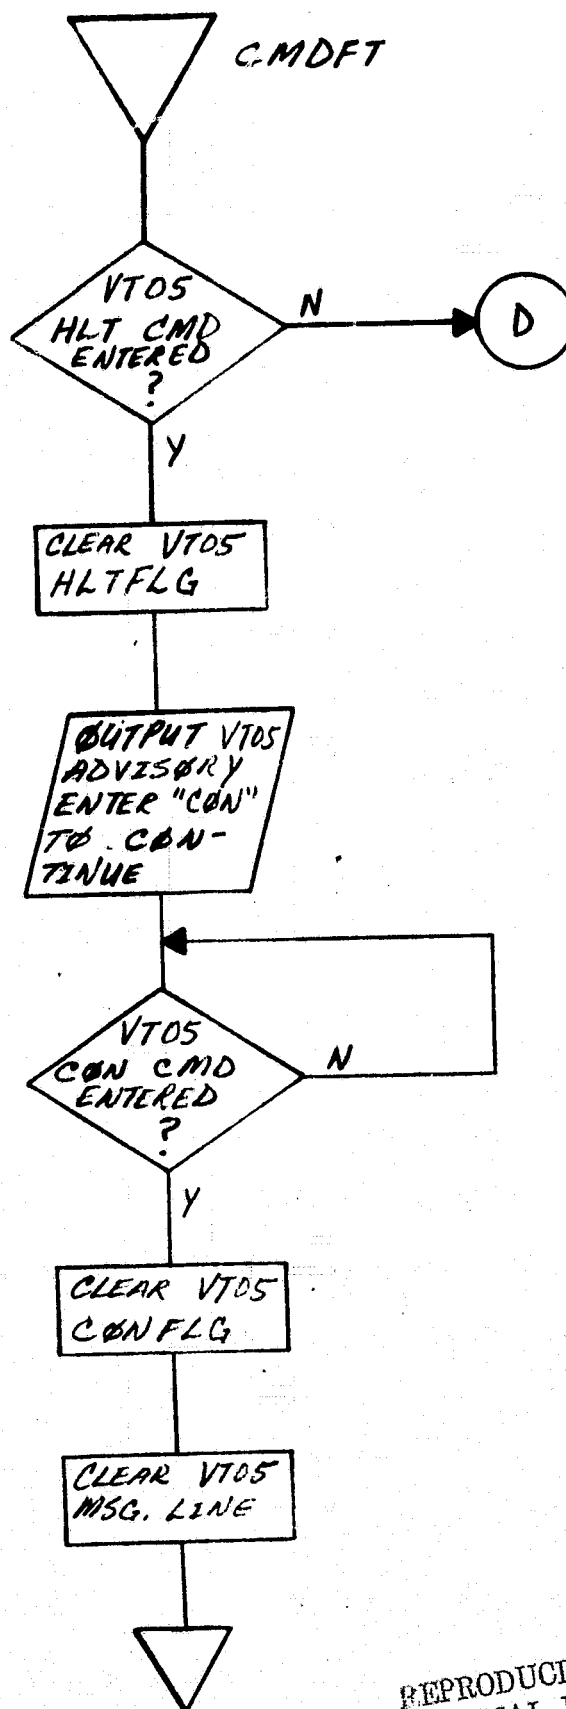 CMDFT
VT05
HLT CMD
ENTERED
?
N
D
Y
CLEAR VT05
HLTFLG
ØUTPUT VT05
ADVISØRY
ENTER "CØN"
TØ CØN-
TINUE
VT05
CØN CMD
ENTERED
?
N
Y
CLEAR VT05
CØNFLG
CLEAR VT05
MSG. LINE